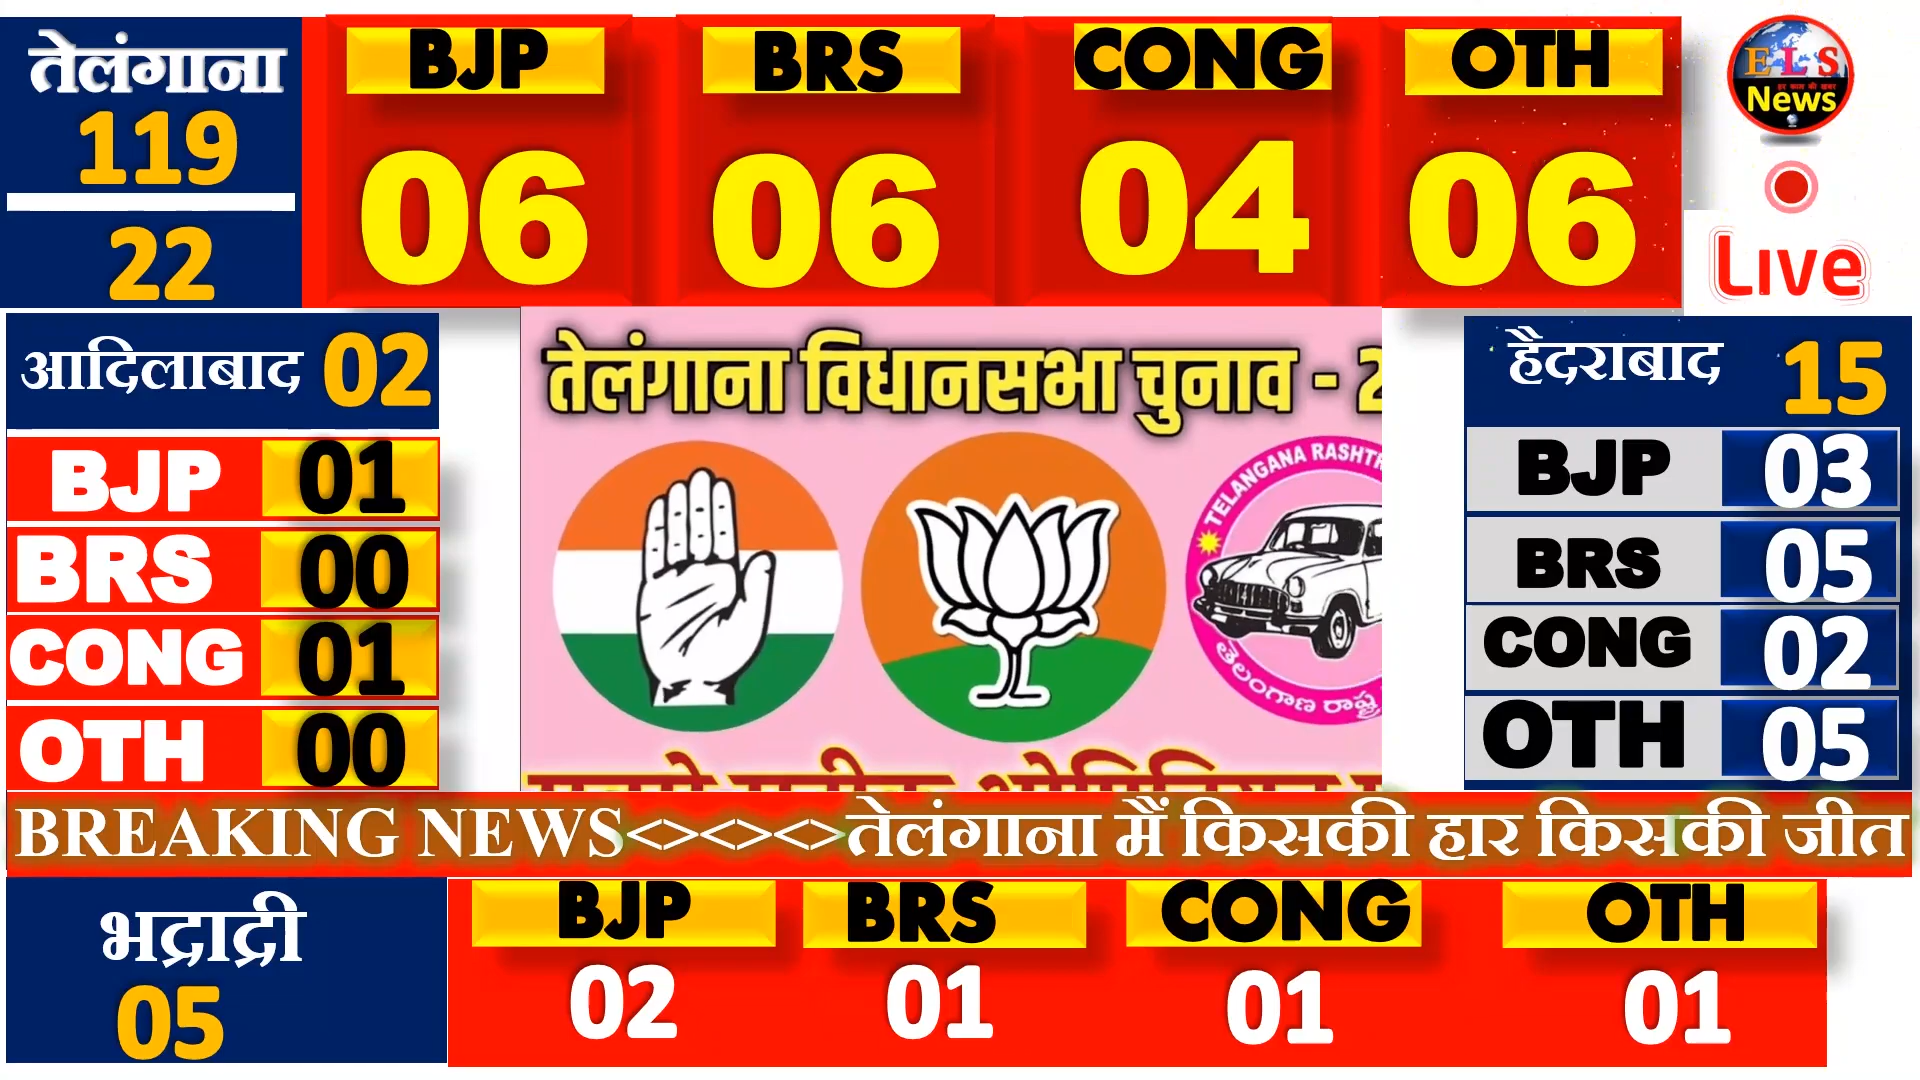 तेलंगाना
119
22
BJP
06
BRS
06
CONG
04
OTH
06
ELS
हर काम की खबर
News
Live
आदिलाबाद 02
BJP 01
BRS 00
CONG 01
OTH 00
तेलंगाना विधानसभा चुनाव -
TELANGANA RASHTR
తెలంగాణ రాష్ట్ర
हैदराबाद 15
BJP 03
BRS 05
CONG 02
OTH 05
BREAKING NEWS<><><>तेलंगाना मैं किसकी हार किसकी जीत
भद्राद्री
05
BJP
02
BRS
01
CONG
01
OTH
01